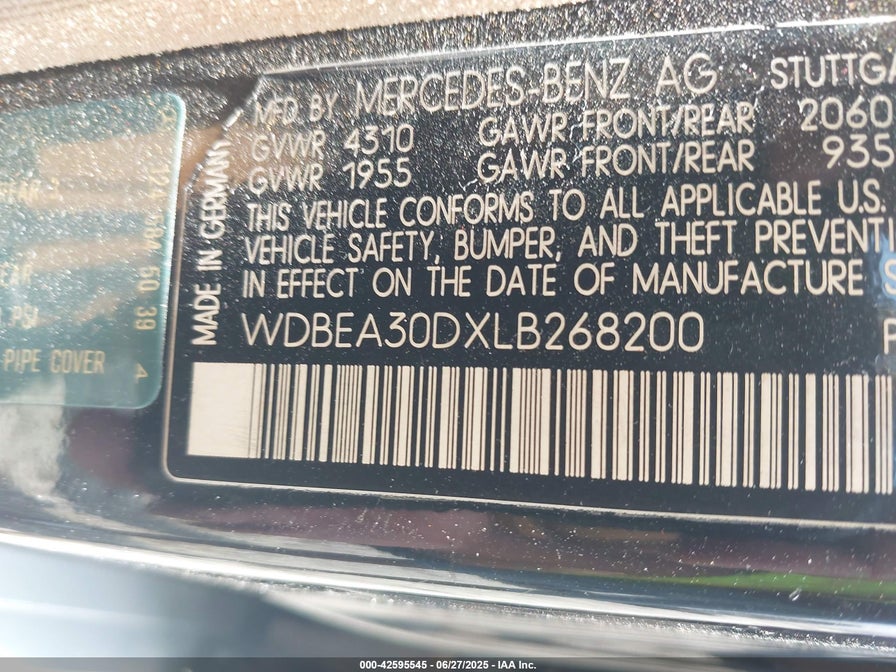 MFD BY MERCEDES-BENZ AG STUTTGA
GVWR 4310 GAWR FRONT/REAR 2060
GVWR 1955 GAWR FRONT/REAR 935
THIS VEHICLE CONFORMS TO ALL APPLICABLE U.S.
VEHICLE SAFETY, BUMPER, AND THEFT PREVENTI
IN EFFECT ON THE DATE OF MANUFACTURE
WDBEA30DXLB268200
MADE IN GERMANY
PIPE COVER
000-42595545 - 06/27/2025 - IAA Inc.